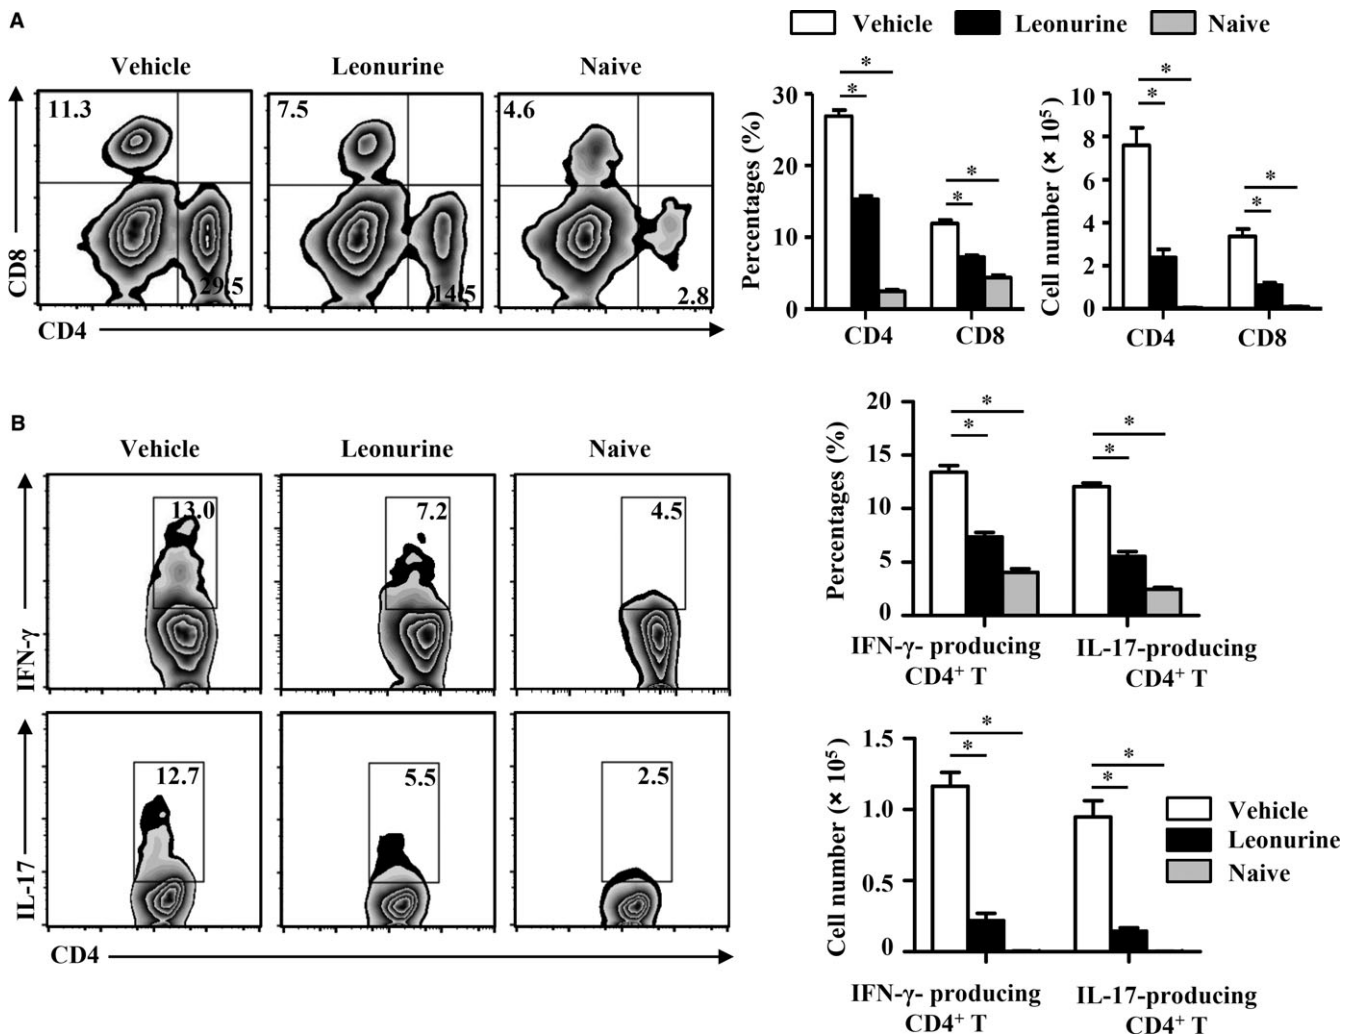 A
Vehicle Leonurine Naive
Vehicle Leonurine Naive
11.3 7.5 4.6
29.5 14.5 2.8
CD8
CD4
Percentages (%)
30
20
10
0
CD4 CD8
Cell number (× 10⁵)
10
8
6
4
2
0
CD4 CD8
* * * *
* * * *
B
Vehicle Leonurine Naive
13.0 7.2 4.5
IFN-γ
12.7 5.5 2.5
IL-17
CD4
Percentages (%)
20
15
10
5
0
* * * *
IFN-γ- producing CD4⁺ T
IL-17-producing CD4⁺ T
Cell number (× 10⁵)
1.5
1.0
0.5
0
* * * *
Vehicle
Leonurine
Naive
IFN-γ- producing CD4⁺ T
IL-17-producing CD4⁺ T